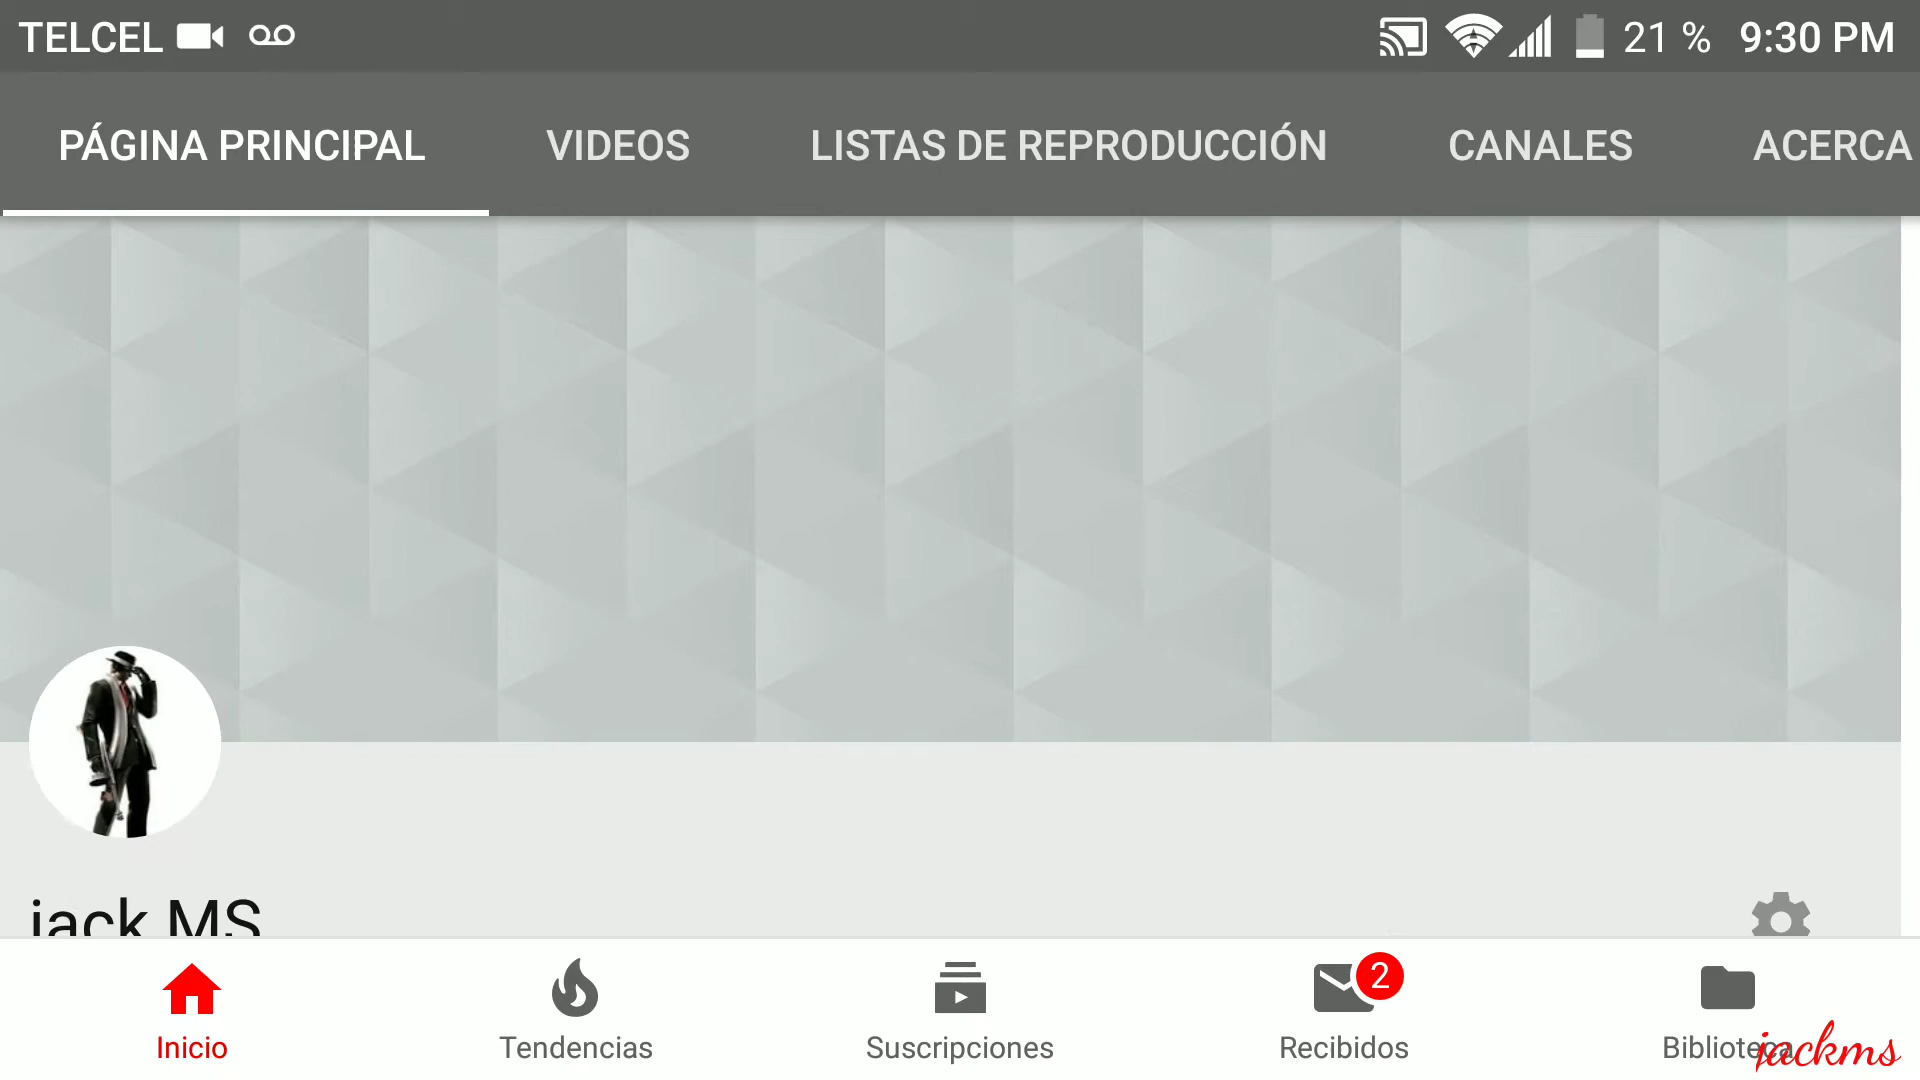 TELCEL 21 % 9:30 PM
PÁGINA PRINCIPAL VIDEOS LISTAS DE REPRODUCCIÓN CANALES ACERCA
jack MS
2
Inicio Tendencias Suscripciones Recibidos Biblioteca
jackms